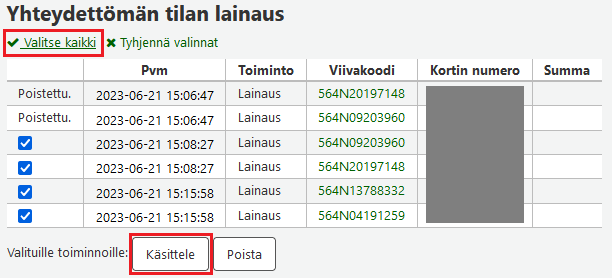 Yhteydettömän tilan lainaus
✔ Valitse kaikki ✖ Tyhjennä valinnat
Pvm Toiminto Viivakoodi Kortin numero Summa
Poistettu. 2023-06-21 15:06:47 Lainaus 564N20197148
Poistettu. 2023-06-21 15:06:47 Lainaus 564N09203960
2023-06-21 15:08:27 Lainaus 564N09203960
2023-06-21 15:08:27 Lainaus 564N20197148
2023-06-21 15:15:58 Lainaus 564N13788332
2023-06-21 15:15:58 Lainaus 564N04191259
Valituille toiminnoille: Käsittele Poista